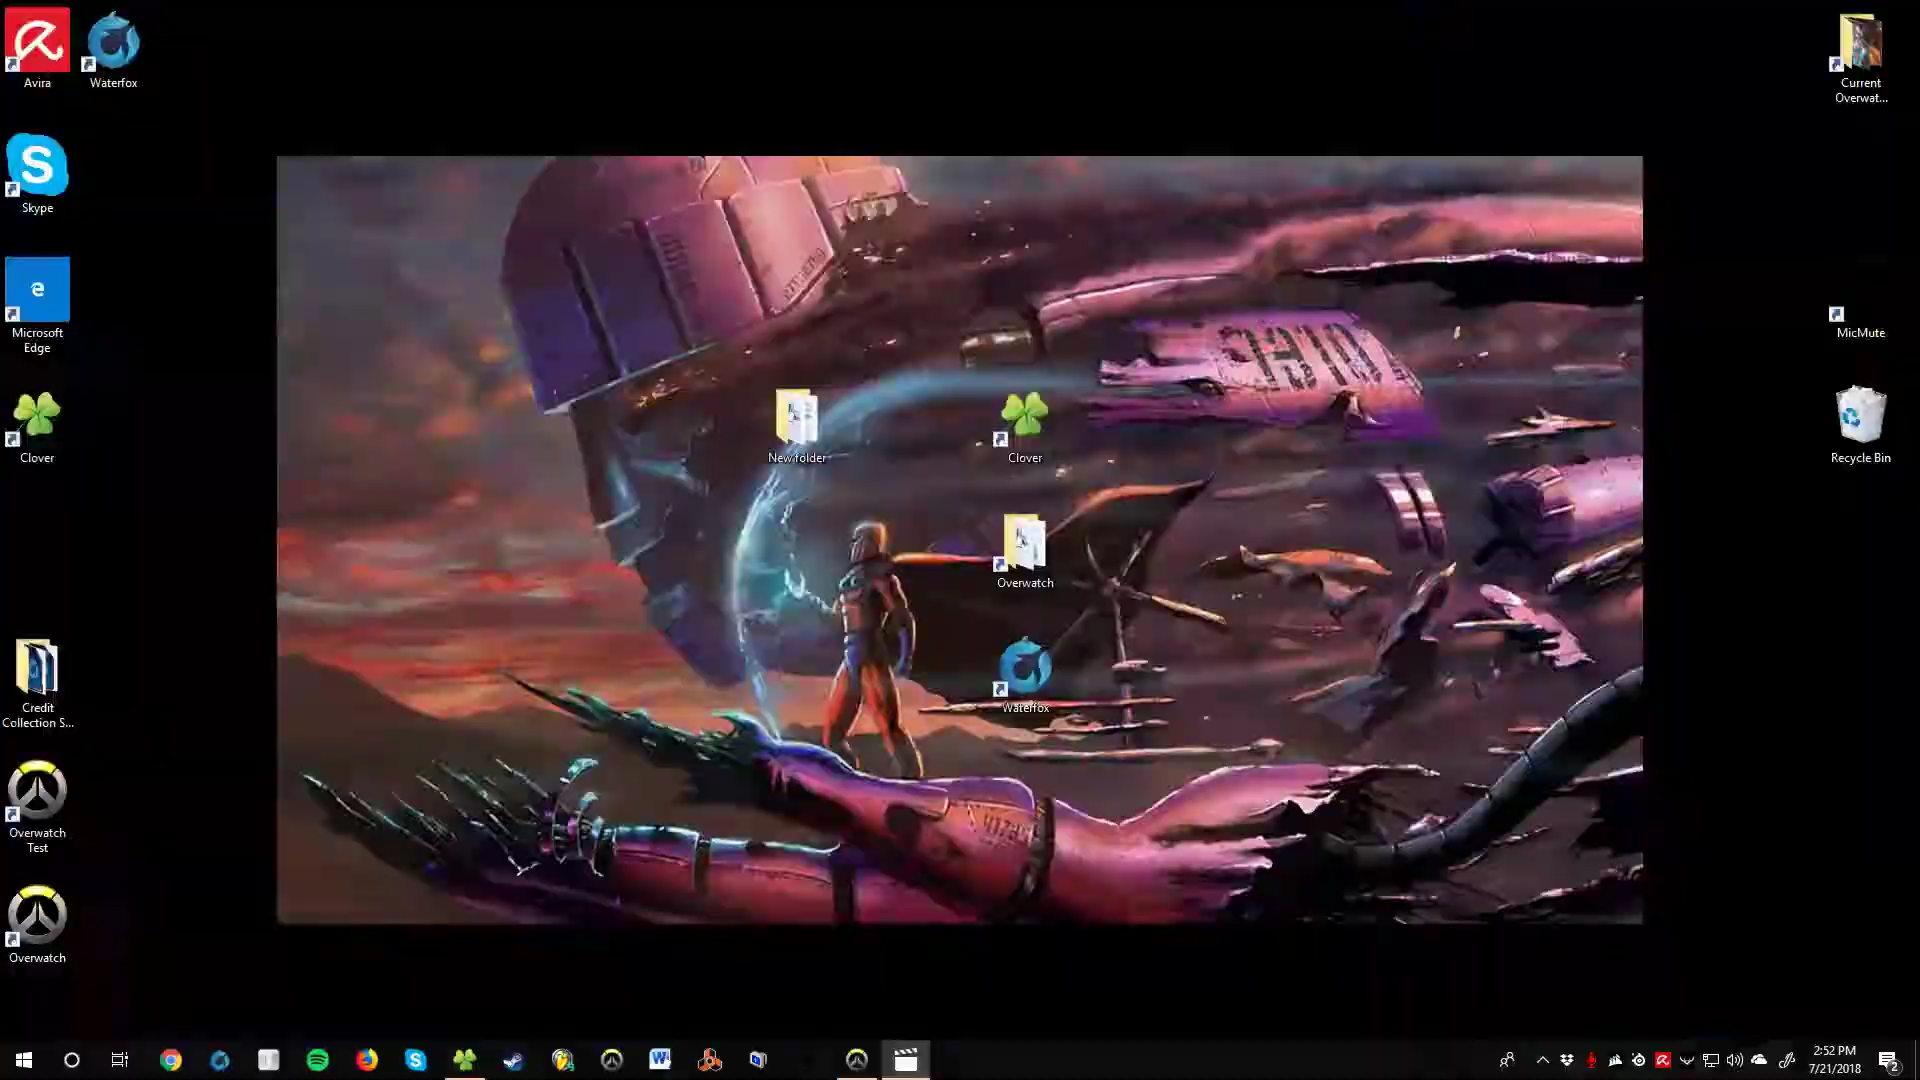 Avira
Waterfox
Skype
Microsoft
Edge
Clover
Credit
Collection S...
Overwatch
Test
Overwatch
New folder
Clover
Overwatch
Waterfox
Current
Overwat...
MicMute
Recycle Bin
2:52 PM
7/21/2018
2